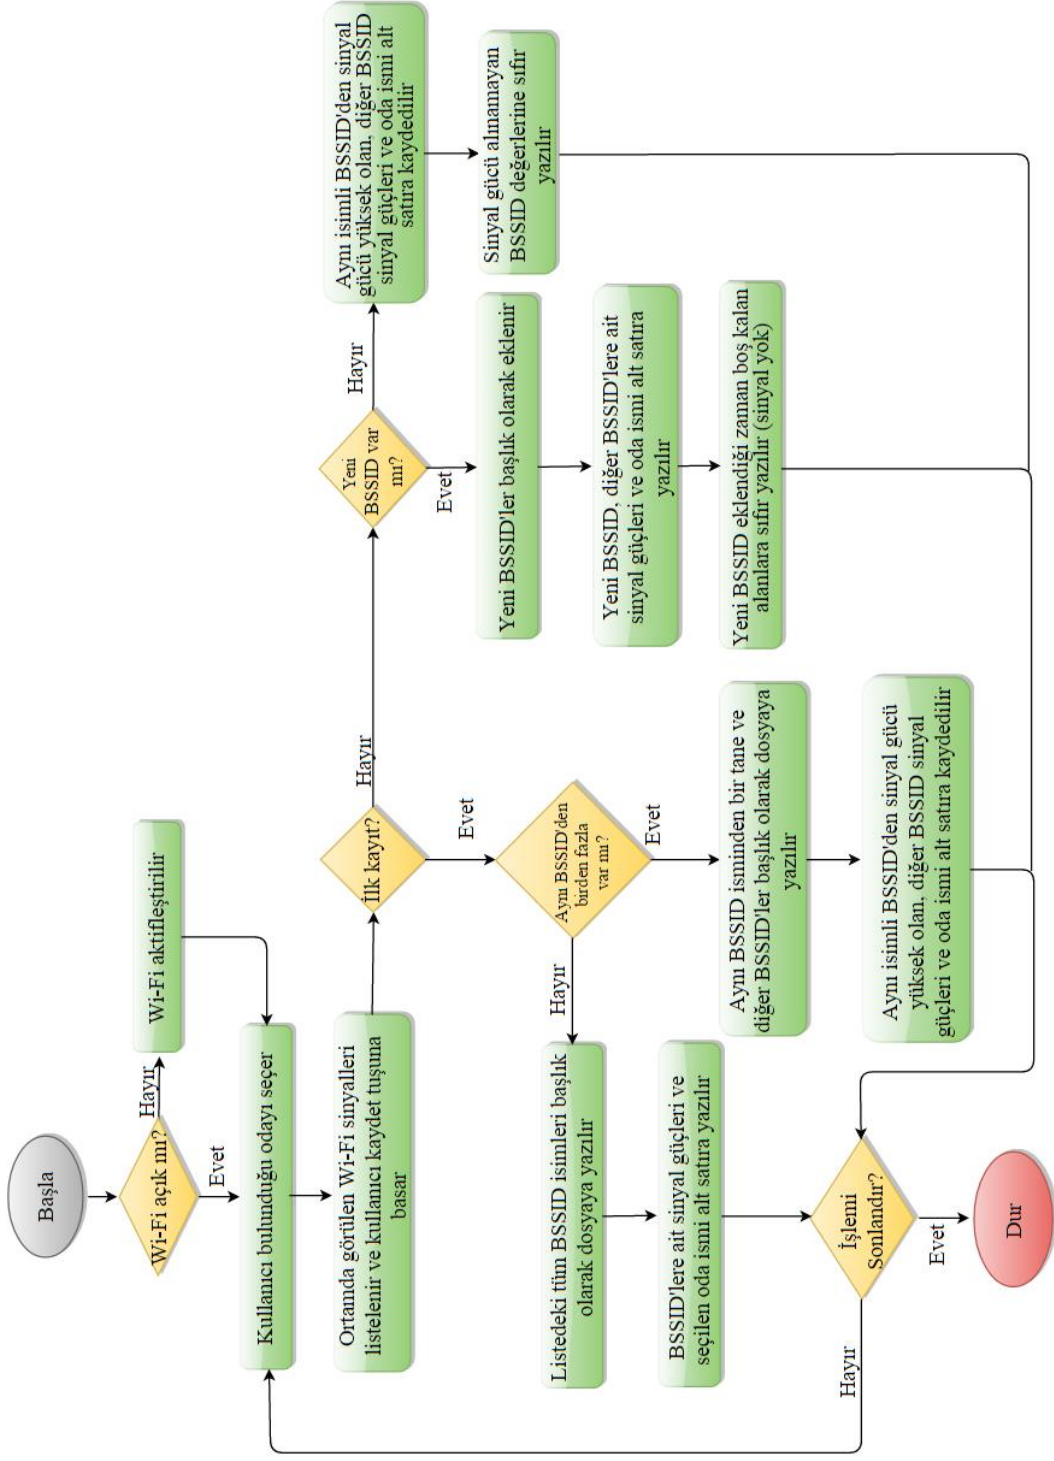 Başla
Wi-Fi açık mı?
Hayır
Wi-Fi aktifleştirilir
Evet
Kullanıcı bulunduğu odayı seçer
Ortamda görülen Wi-Fi sinyalleri
listelenir ve kullanıcı kaydet tuşuna
basar
İlk kayıt?
Hayır
Yeni
BSSID var
mı?
Hayır
Aynı isimli BSSID'den sinyal
gücü yüksek olan, diğer BSSID
sinyal güçleri ve oda ismi alt
satıra kaydedilir
Sinyal gücü alınamayan
BSSID değerlerine sıfır
yazılır
Evet
Yeni BSSID'ler başlık olarak eklenir
Yeni BSSID, diğer BSSID'lere ait
sinyal güçleri ve oda ismi alt satıra
yazılır
Yeni BSSID eklendiği zaman boş kalan
alanlara sıfır yazılır (sinyal yok)
Evet
Aynı BSSID'den
birden fazla
var mı?
Evet
Aynı BSSID isminden bir tane ve
diğer BSSID'ler başlık olarak dosyaya
yazılır
Aynı isimli BSSID'den sinyal gücü
yüksek olan, diğer BSSID sinyal
güçleri ve oda ismi alt satıra kaydedilir
Hayır
Listedeki tüm BSSID isimleri başlık
olarak dosyaya yazılır
BSSID'lere ait sinyal güçleri ve
seçilen oda ismi alt satıra yazılır
İşlemi
Sonlandır?
Hayır
Evet
Dur